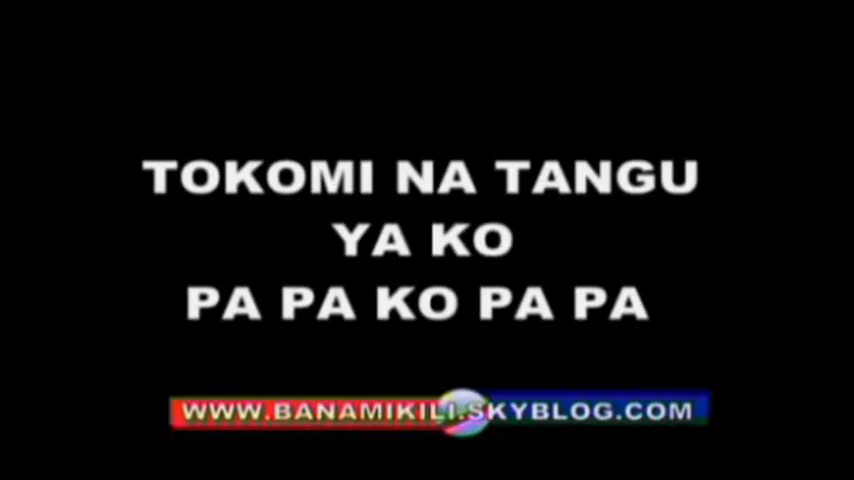 TOKOMI NA TANGU
YA KO
PA PA KO PA PA
WWW.BANAMIKILI.SKYBLOG.COM